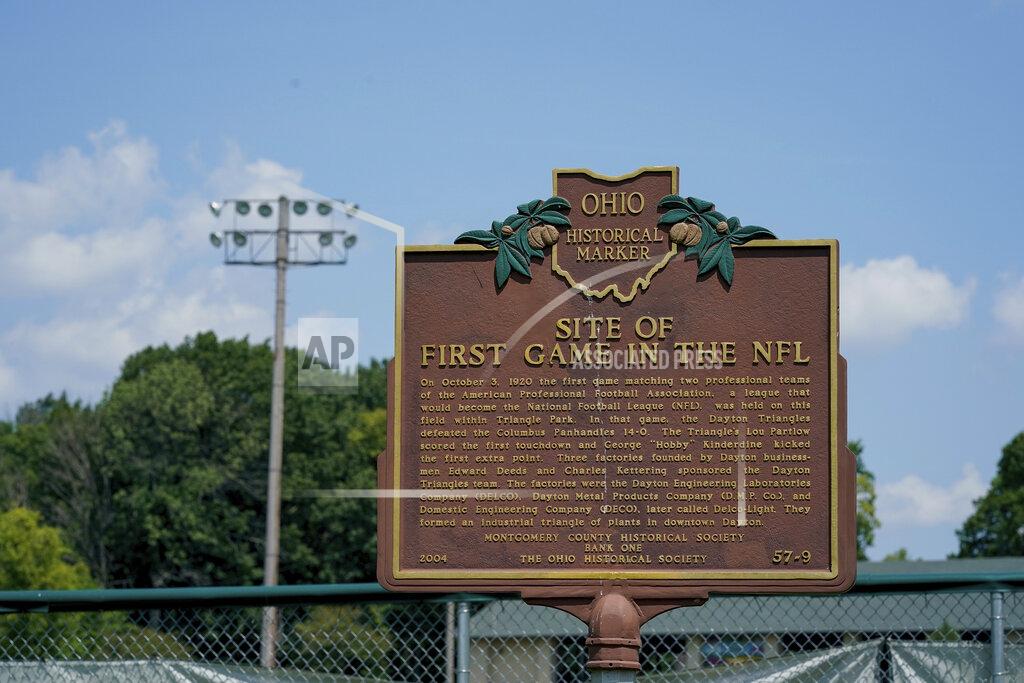 OHIO
HISTORICAL
MARKER
SITE OF
FIRST GAME IN THE NFL
On October 3, 1920 the first game matching two professional teams
of the American Professional Football Association, a league that
would become the National Football League (NFL), was held on this
field within Triangle Park. In that game, the Dayton Triangles
defeated the Columbus Panhandles 14-0. The Triangle's Lou Partlow
scored the first touchdown and George "Hobby" Kinderdine kicked
the first extra point. Three factories founded by Dayton business-
men Edward Deeds and Charles Kettering sponsored the Dayton
Triangles team. The factories were the Dayton Engineering Laboratories
Company (DELCO), Dayton Metal Products Company (D.M.P. Co.), and
Domestic Engineering Company (DECO), later called Delco-Light. They
formed an industrial triangle of plants in downtown Dayton.
MONTGOMERY COUNTY HISTORICAL SOCIETY
BANK ONE
2004 THE OHIO HISTORICAL SOCIETY 57-9
AP ASSOCIATED PRESS